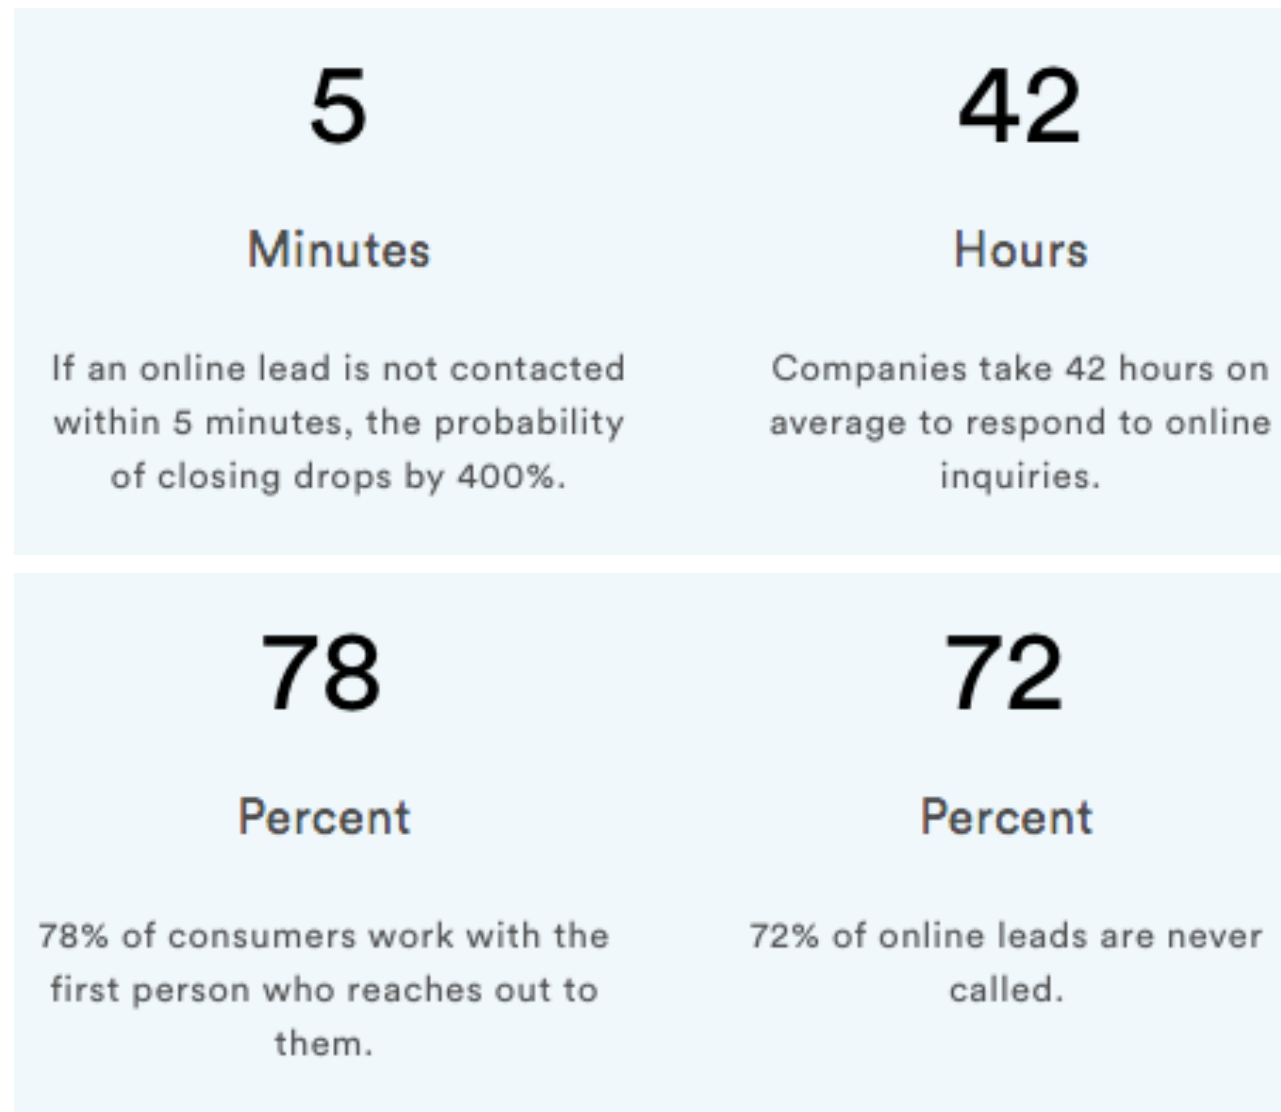 5
Minutes
If an online lead is not contacted
within 5 minutes, the probability
of closing drops by 400%.
42
Hours
Companies take 42 hours on
average to respond to online
inquiries.
78
Percent
78% of consumers work with the
first person who reaches out to
them.
72
Percent
72% of online leads are never
called.